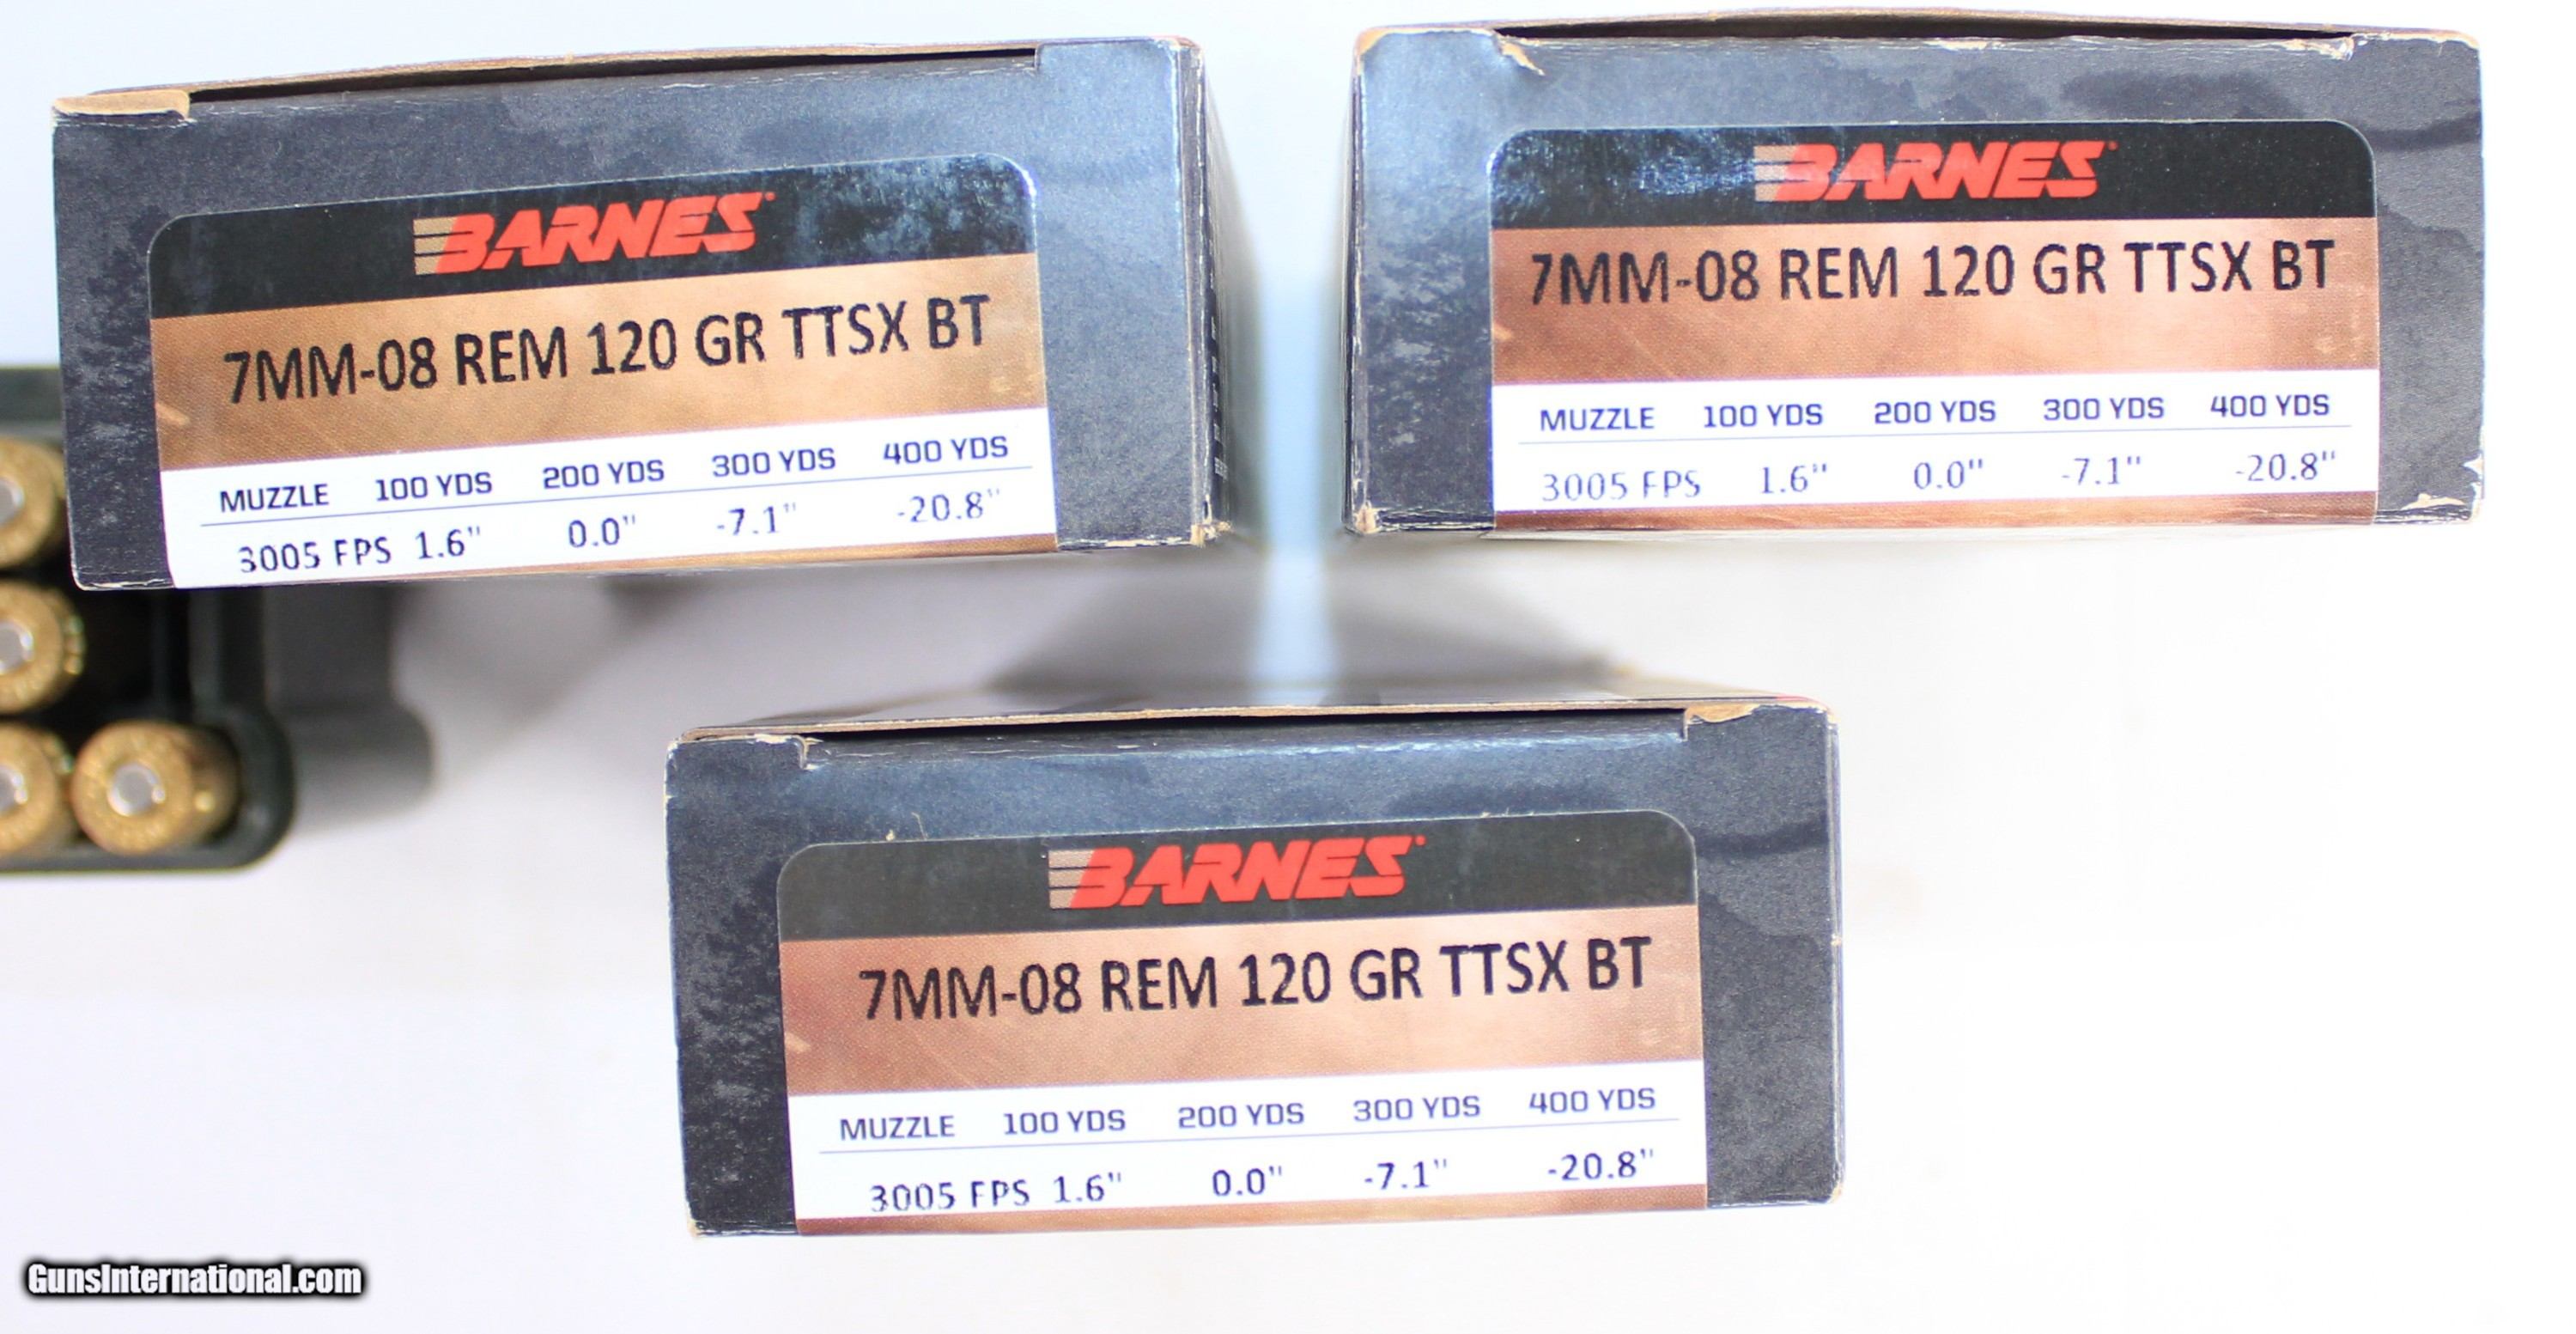 BARNES
7MM-08 REM 120 GR TTSX BT
MUZZLE 100 YDS 200 YDS 300 YDS 400 YDS
3005 FPS 1.6" 0.0" -7.1" -20.8"
BARNES
7MM-08 REM 120 GR TTSX BT
MUZZLE 100 YDS 200 YDS 300 YDS 400 YDS
3005 FPS 1.6" 0.0" -7.1" -20.8"
BARNES
7MM-08 REM 120 GR TTSX BT
MUZZLE 100 YDS 200 YDS 300 YDS 400 YDS
3005 FPS 1.6" 0.0" -7.1" -20.8"
GunsInternational.com